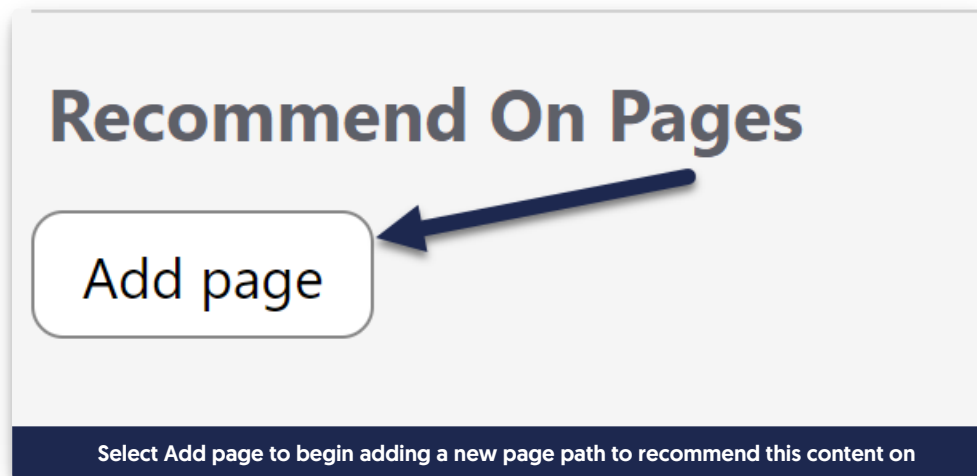 Recommend On Pages
Add page
Select Add page to begin adding a new page path to recommend this content on